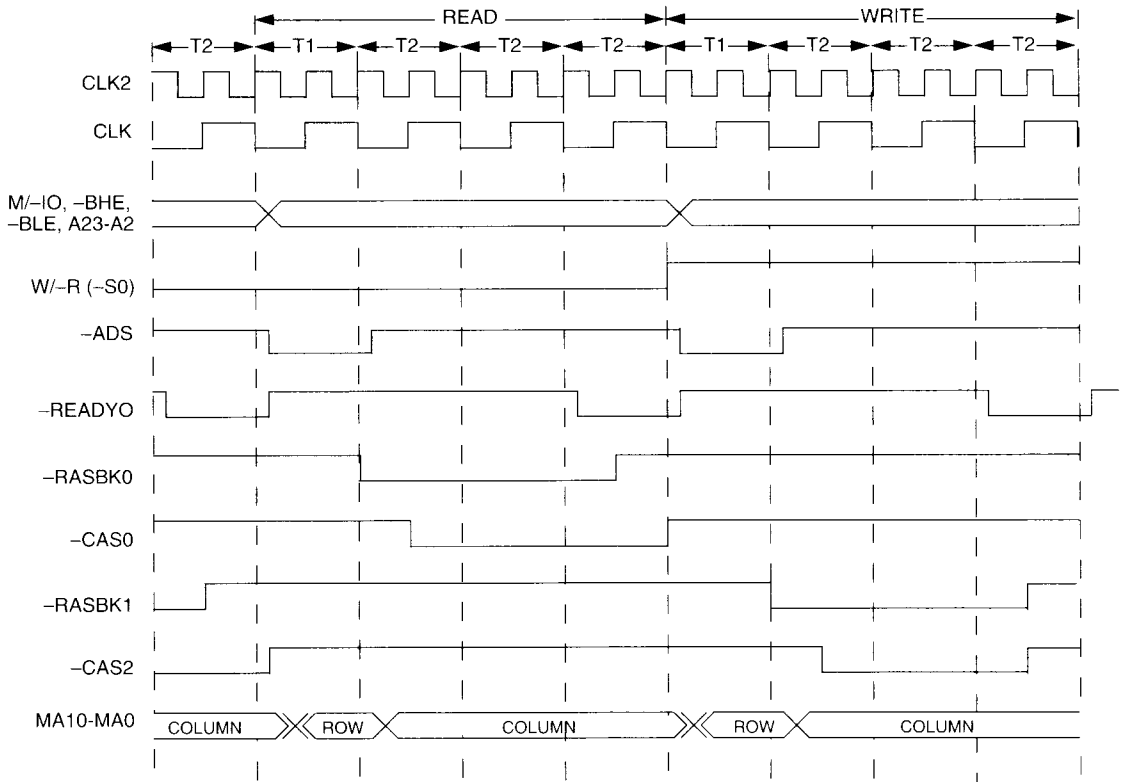 READ WRITE
T2 T1 T2 T2 T2 T1 T2 T2 T2
CLK2
CLK
M/–IO, –BHE,
–BLE, A23-A2
W/–R (–S0)
–ADS
–READYO
–RASBK0
–CAS0
–RASBK1
–CAS2
MA10-MA0 COLUMN ROW COLUMN ROW COLUMN